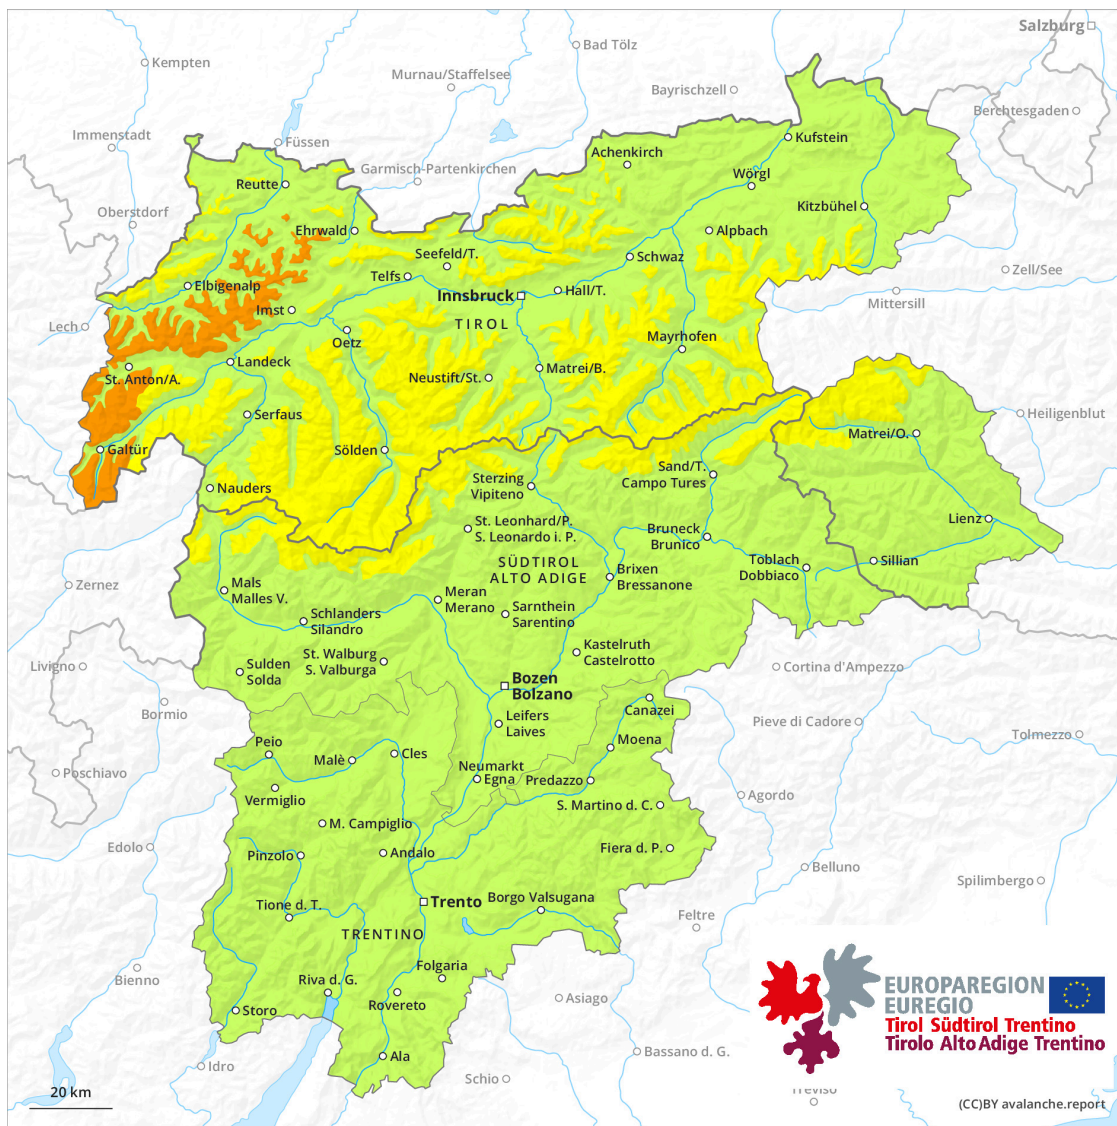 Salzburg
Bad Tölz
Kempten
Murnau/Staffelsee
Bayrischzell
Berchtesgaden
Immenstadt
Füssen
Kufstein
Achenkirch
Garmisch-Partenkirchen
Wörgl
Reutte
Oberstdorf
Kitzbühel
Ehrwald
Alpbach
Seefeld/T.
Schwaz
Zell/See
Telfs
Elbigenalp
Innsbruck
Hall/T.
Mittersill
Imst
Lech
TIROL
Oetz
Mayrhofen
Landeck
Matrei/B.
St. Anton/A.
Neustift/St.
Serfaus
Heiligenblut
Matrei/O.
Galtür
Sölden
Sand/T.
Campo Tures
Sterzing
Vipiteno
Nauders
Lienz
St. Leonhard/P.
S. Leonardo i. P.
Bruneck
Brunico
SÜDTIROL
ALTO ADIGE
Toblach
Dobbiaco
Sillian
Brixen
Bressanone
Zernez
Mals
Malles V.
Meran
Merano
Sarnthein
Sarentino
Schlanders
Silandro
Kastelruth
Castelrotto
St. Walburg
S. Valburga
Livigno
Sulden
Solda
Cortina d'Ampezzo
Bozen
Bolzano
Bormio
Canazei
Leifers
Laives
Pieve di Cadore
Tolmezzo
Moena
Peio
Cles
Malè
Poschiavo
Neumarkt
Egna
Predazzo
Vermiglio
Agordo
S. Martino d. C.
M. Campiglio
Edolo
Pinzolo
Andalo
Fiera d. P.
Belluno
Spilimbergo
Trento
Borgo Valsugana
Tione d. T.
Feltre
TRENTINO
Folgaria
Bienno
Riva d. G.
Rovereto
Asiago
Storo
EUROPAREGION
EUREGIO
Tirol Südtirol Trentino
Tirolo Alto Adige Trentino
Ala
Bassano d. G.
Idro
Schio
Treviso
20 km
(CC)BY avalanche.report